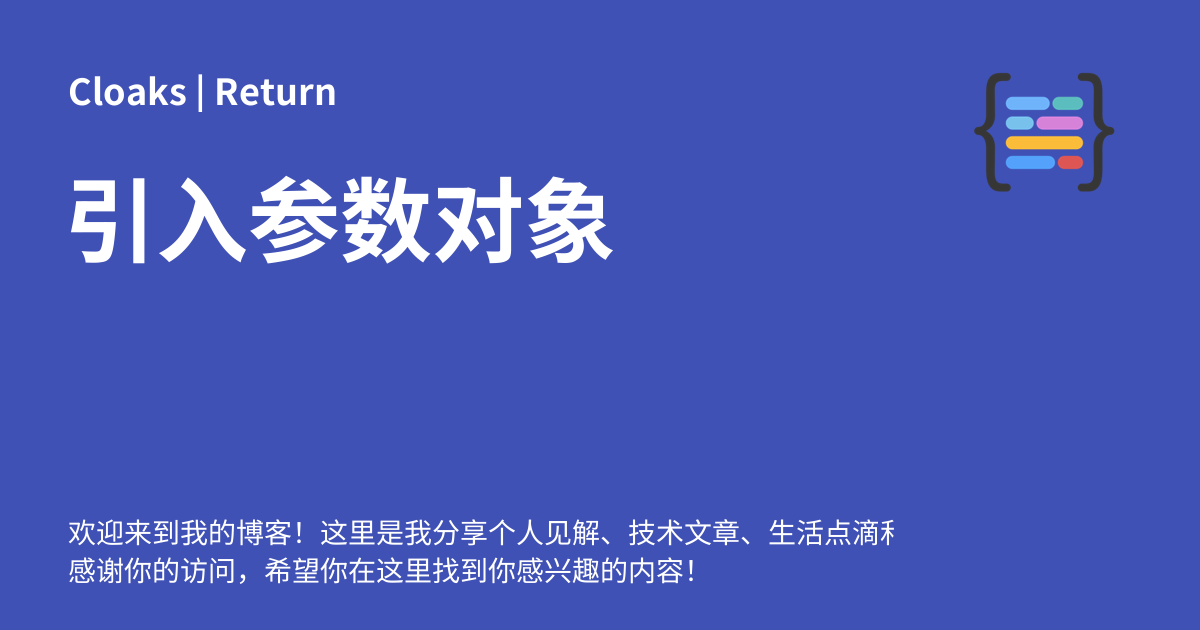 Cloaks | Return
引入参数对象
欢迎来到我的博客！这里是我分享个人见解、技术文章、生活点滴
感谢你的访问，希望你在这里找到你感兴趣的内容！